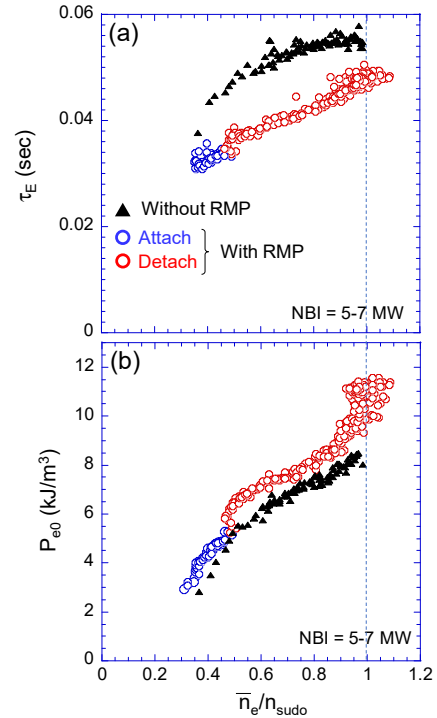 (a)
0.06
0.04
0.02
0
τE (sec)
Without RMP
Attach
Detach
With RMP
NBI = 5-7 MW
(b)
12
10
8
6
4
2
0
Pe0 (kJ/m³)
NBI = 5-7 MW
0 0.2 0.4 0.6 0.8 1 1.2
n̅e/nsudo